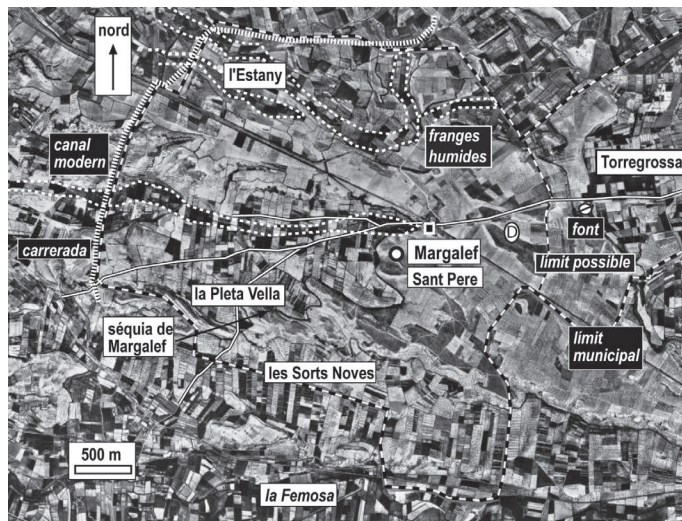 nord
l'Estany
canal
modern
franges
humides
Torregrossa
carrerada
font
D
Margalef
límit possible
Sant Pere
la Pleta Vella
séquia de
Margalef
límit
municipal
les Sorts Noves
500 m
la Femosa